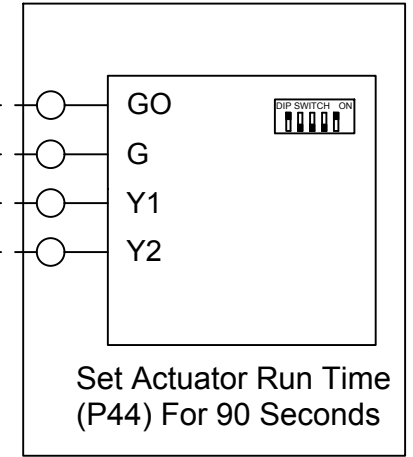 GO
DIP SWITCH ON
G
Y1
Y2
Set Actuator Run Time
(P44) For 90 Seconds